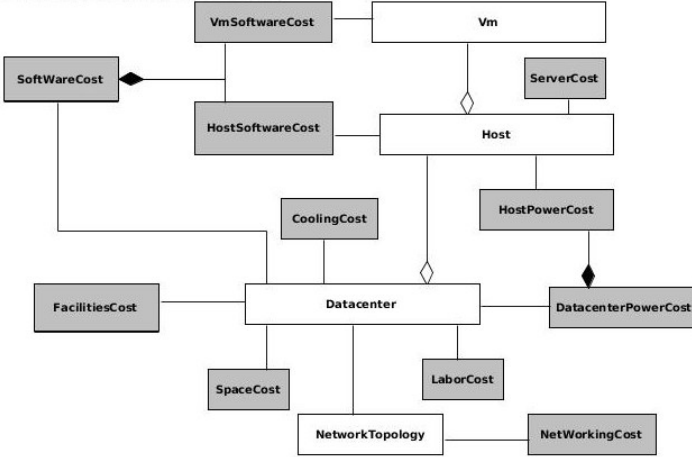 VmSoftwareCost
Vm
SoftWareCost
ServerCost
HostSoftwareCost
Host
CoolingCost
HostPowerCost
FacilitiesCost
Datacenter
DatacenterPowerCost
SpaceCost
LaborCost
NetworkTopology
NetWorkingCost